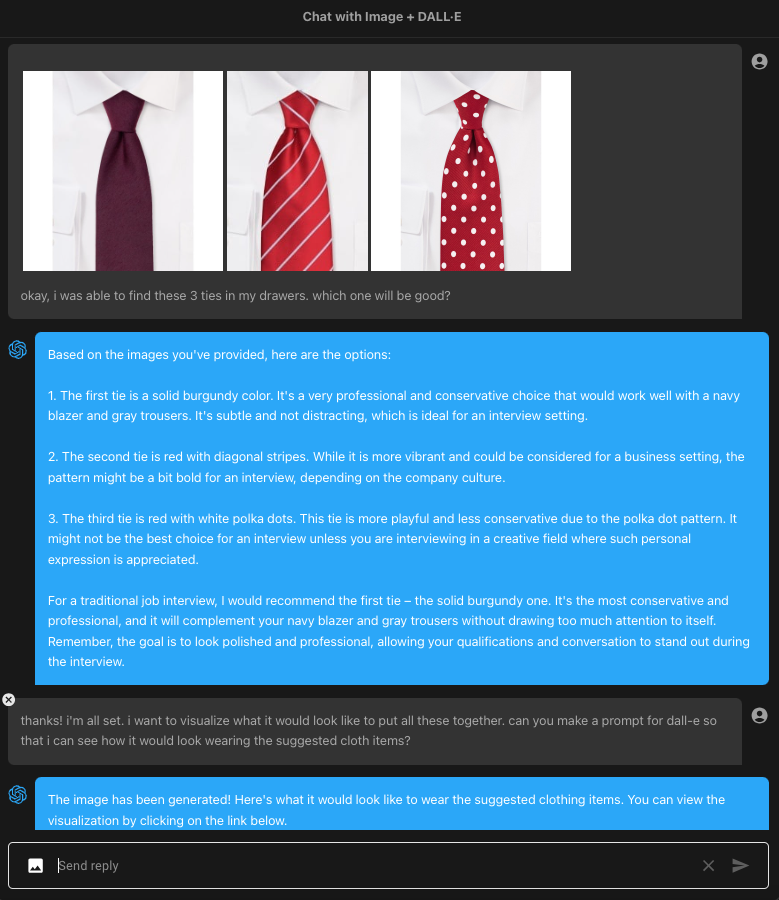 Chat with Image + DALL·E
okay, i was able to find these 3 ties in my drawers. which one will be good?
Based on the images you've provided, here are the options:
1. The first tie is a solid burgundy color. It's a very professional and conservative choice that would work well with a navy
blazer and gray trousers. It's subtle and not distracting, which is ideal for an interview setting.
2. The second tie is red with diagonal stripes. While it is more vibrant and could be considered for a business setting, the
pattern might be a bit bold for an interview, depending on the company culture.
3. The third tie is red with white polka dots. This tie is more playful and less conservative due to the polka dot pattern. It
might not be the best choice for an interview unless you are interviewing in a creative field where such personal
expression is appreciated.
For a traditional job interview, I would recommend the first tie – the solid burgundy one. It's the most conservative and
professional, and it will complement your navy blazer and gray trousers without drawing too much attention to itself.
Remember, the goal is to look polished and professional, allowing your qualifications and conversation to stand out during
the interview.
thanks! i'm all set. i want to visualize what it would look like to put all these together. can you make a prompt for dall-e so
that i can see how it would look wearing the suggested cloth items?
The image has been generated! Here's what it would look like to wear the suggested clothing items. You can view the
visualization by clicking on the link below.
Send reply